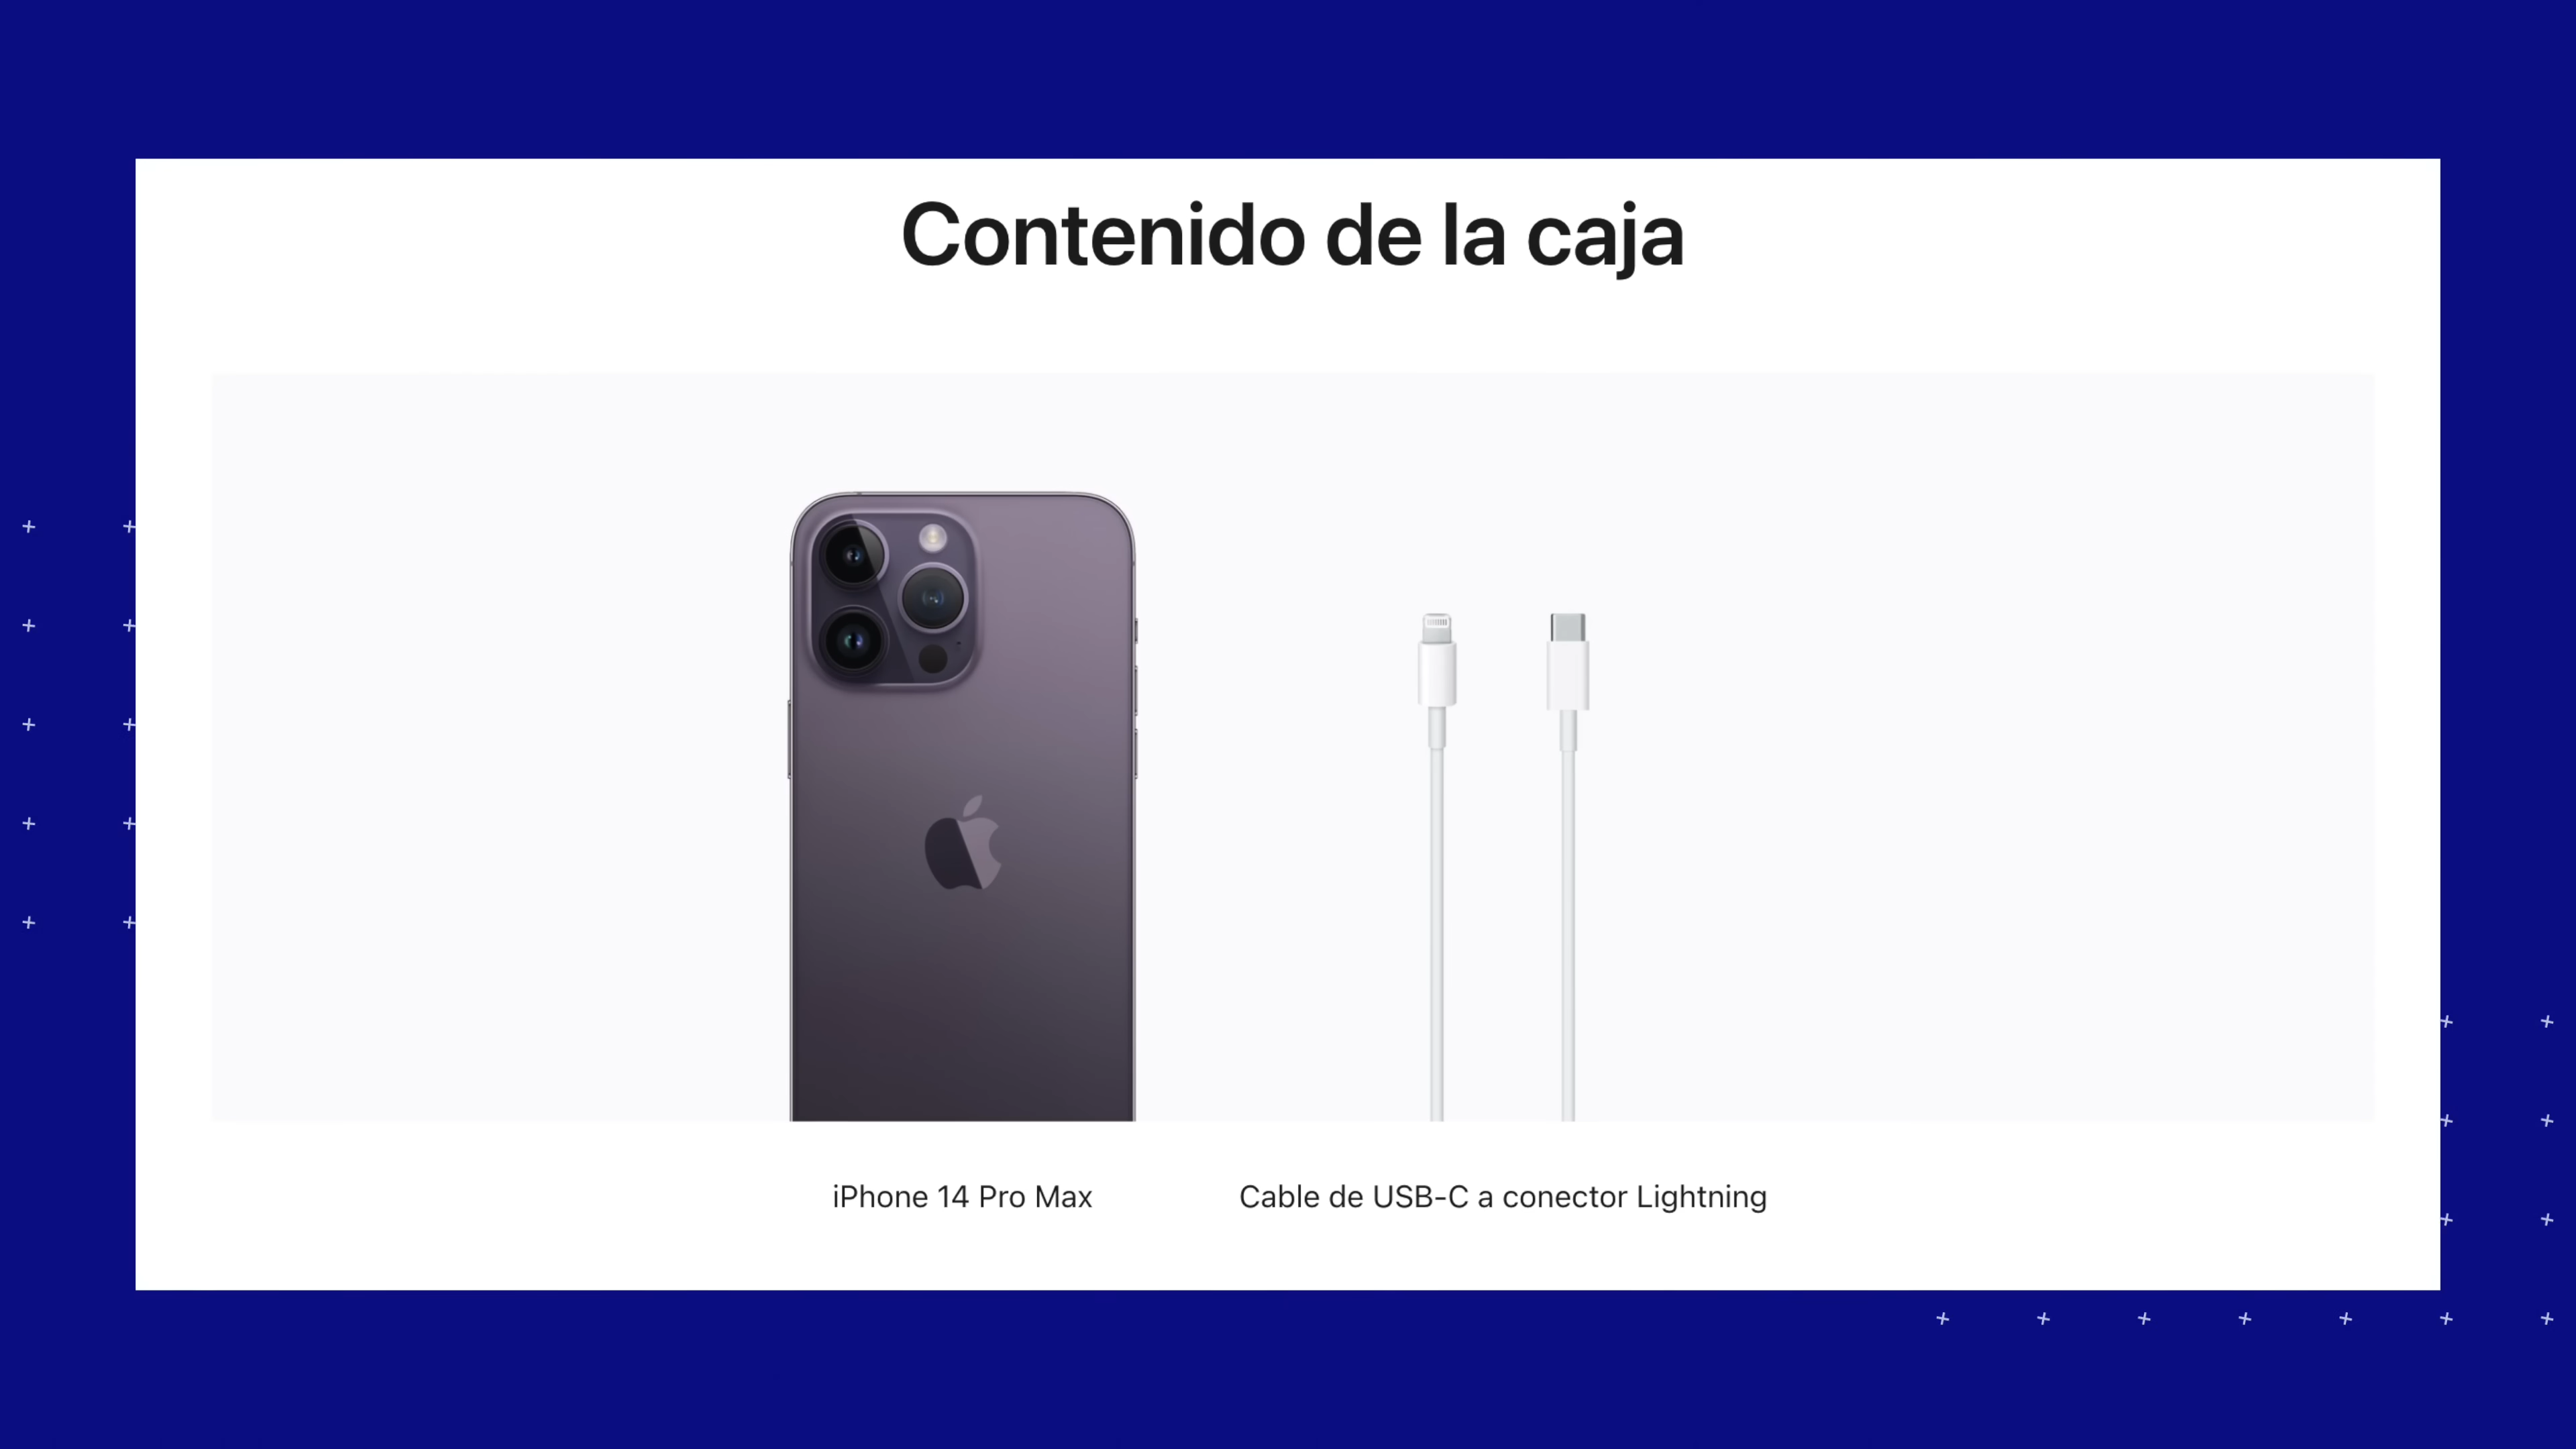 Contenido de la caja
iPhone 14 Pro Max
Cable de USB-C a conector Lightning